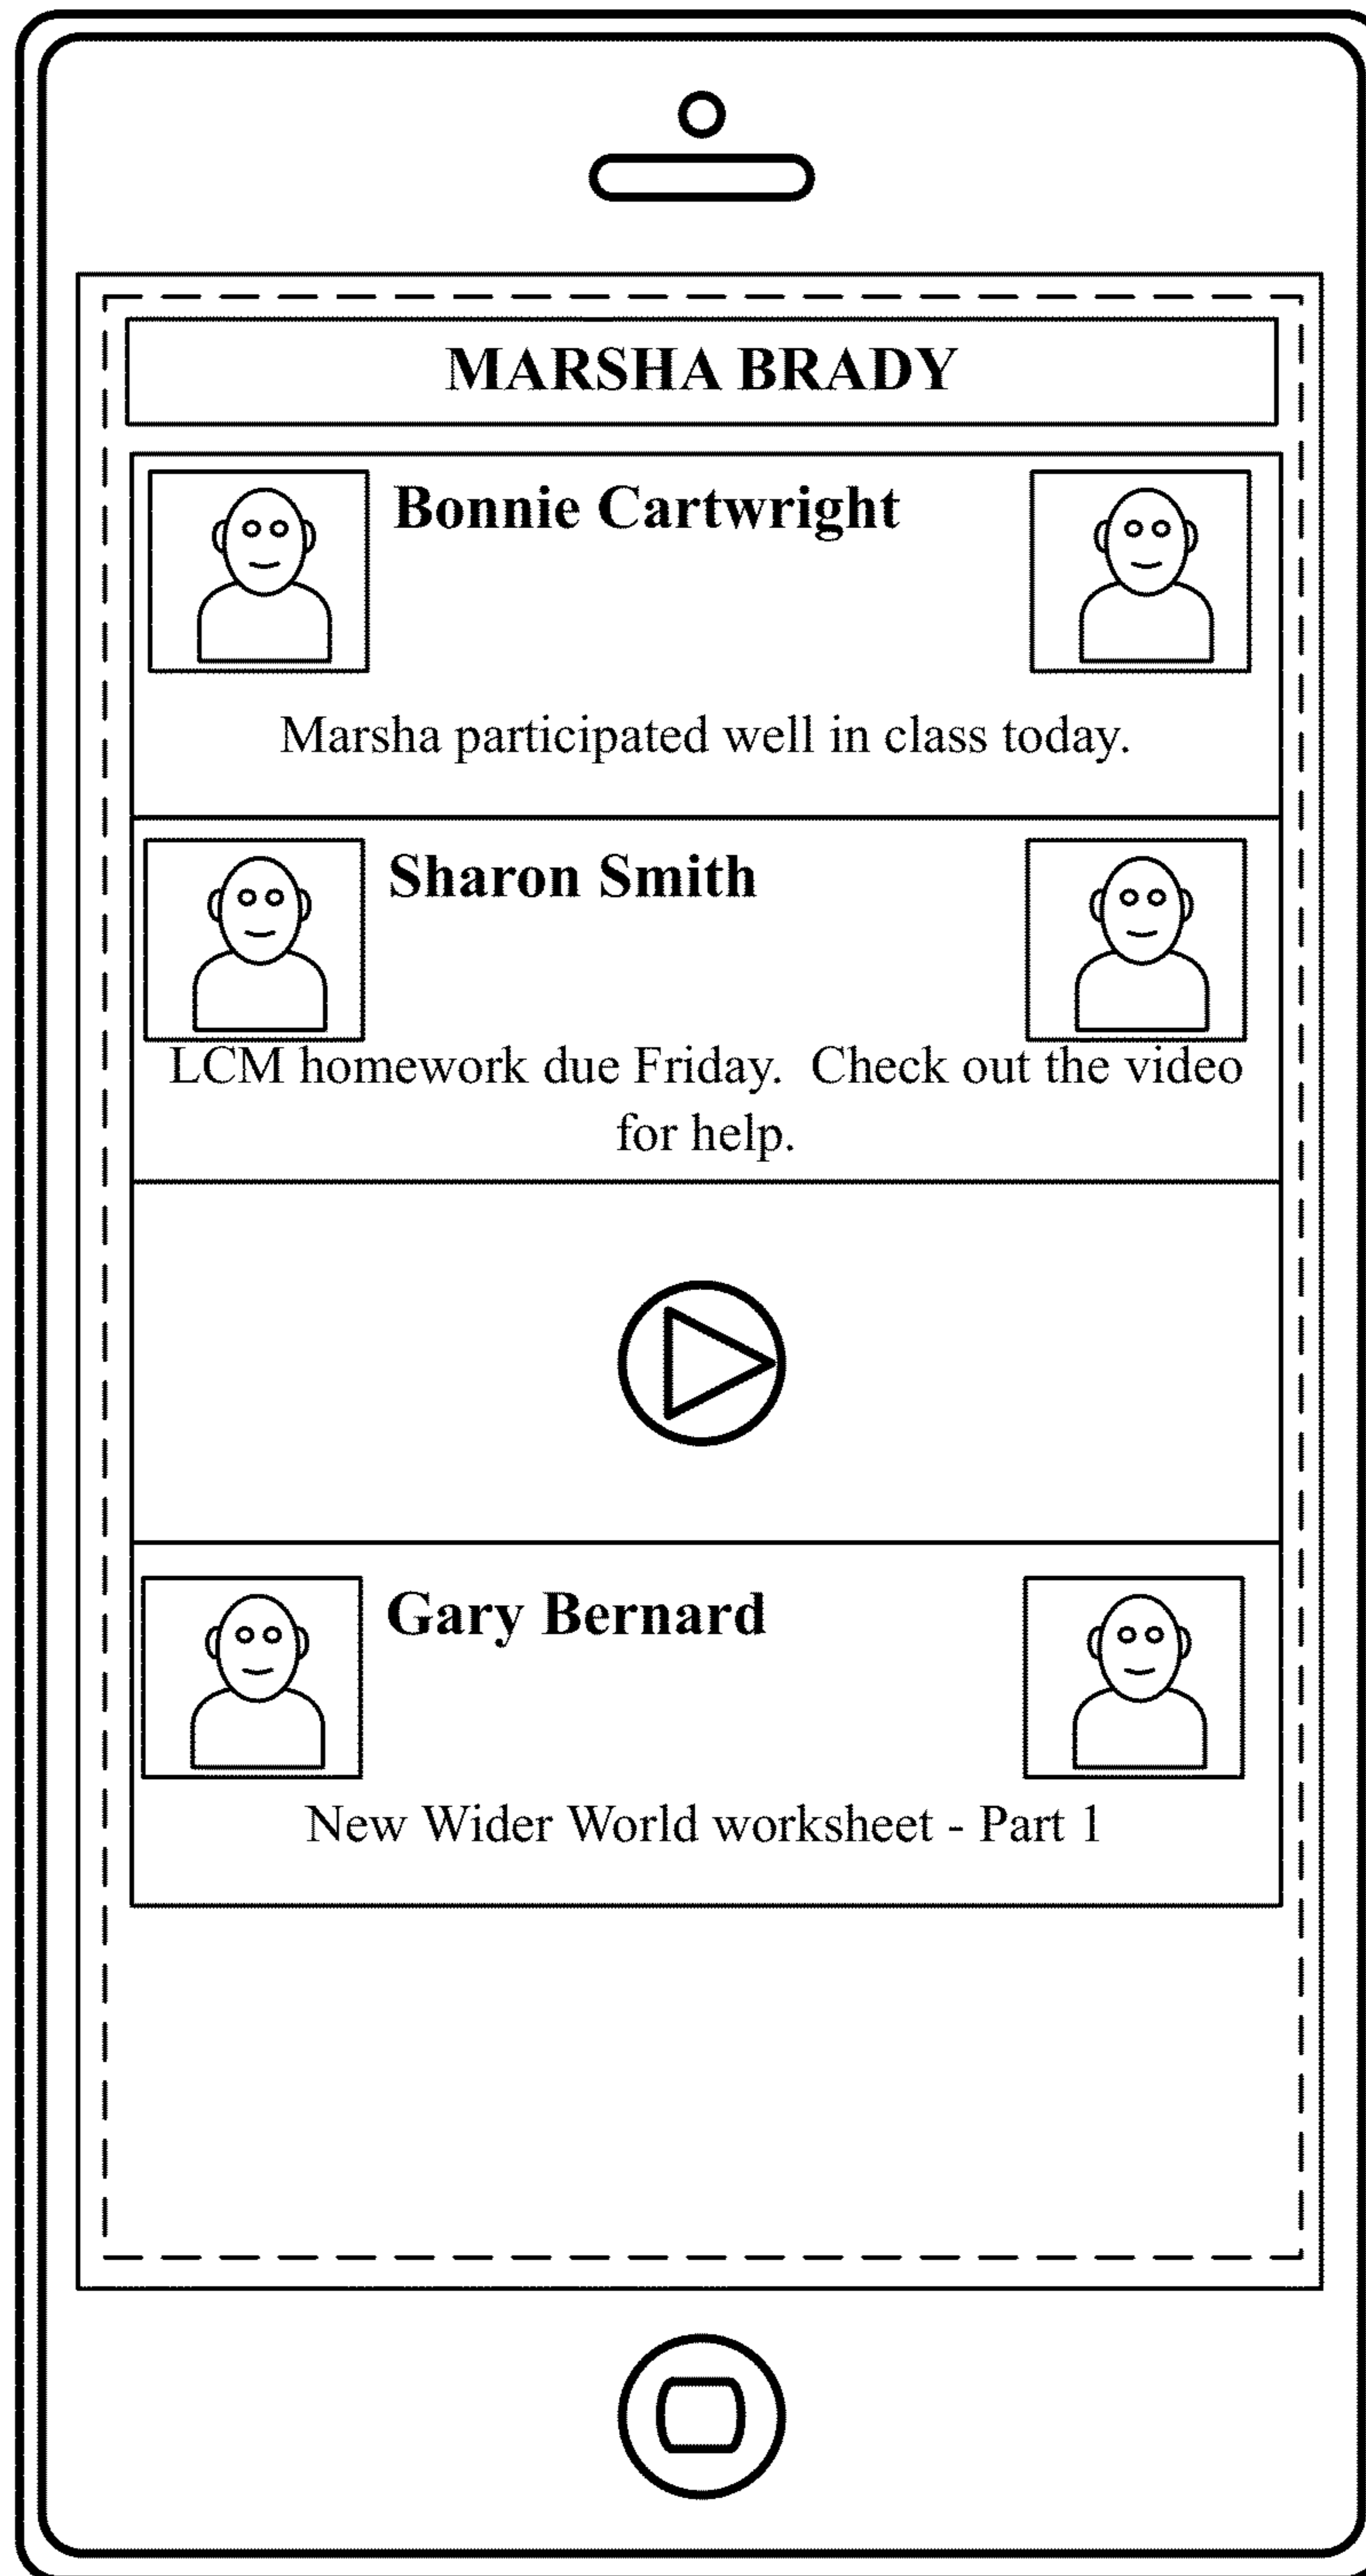 MARSHA BRADY
Bonnie Cartwright
Marsha participated well in class today.
Sharon Smith
LCM homework due Friday.  Check out the video
for help.
Gary Bernard
New Wider World worksheet - Part 1